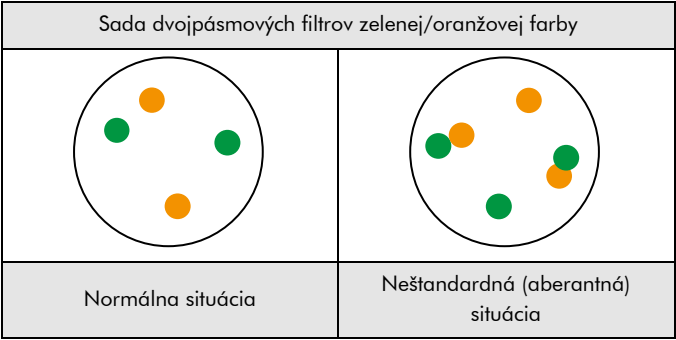 Sada dvojpásmových filtrov zelenej/oranžovej farby
Normálna situácia
Neštandardná (aberantná)
situácia